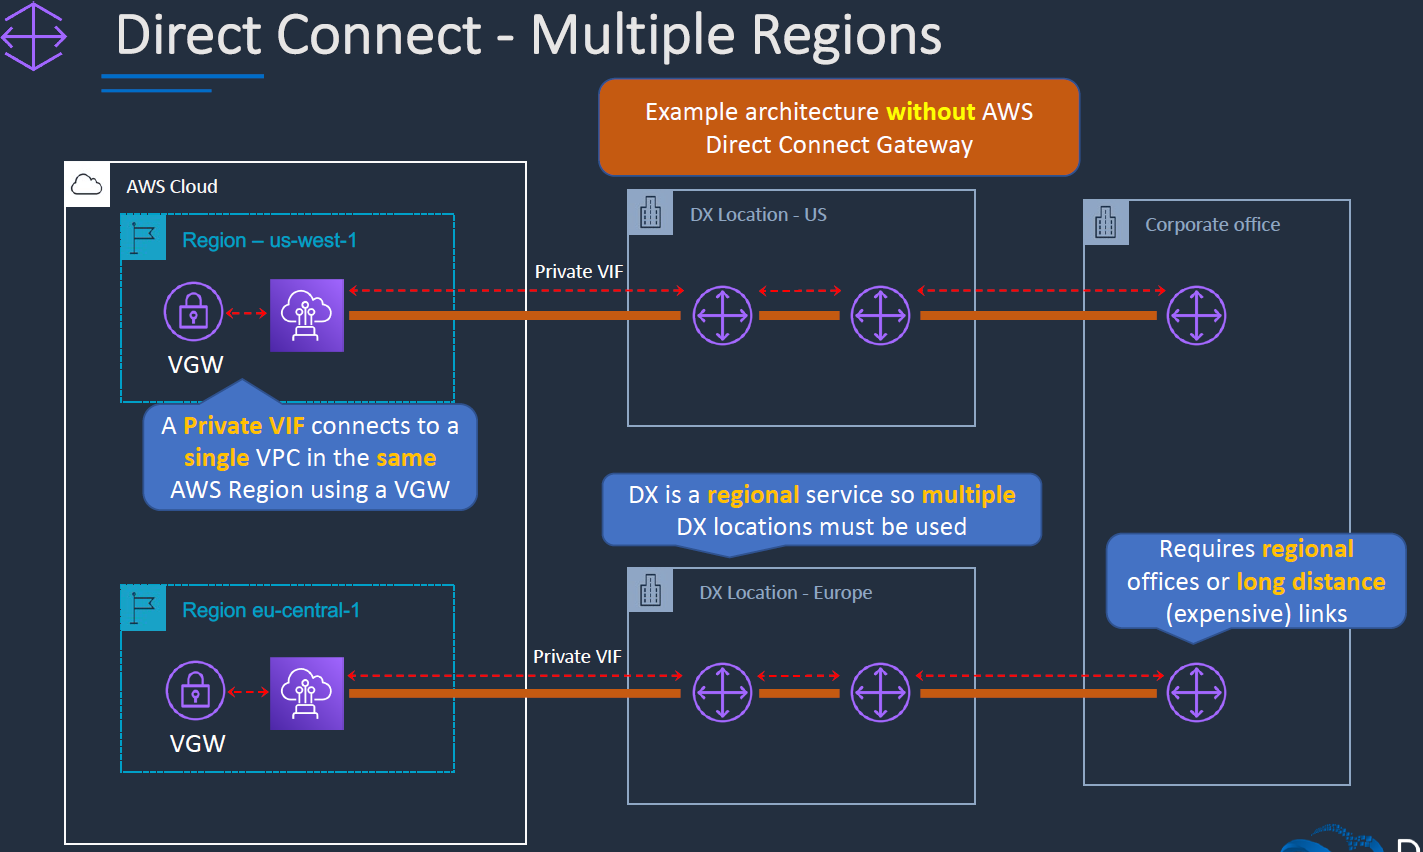 Direct Connect - Multiple Regions
Example architecture without AWS
Direct Connect Gateway
AWS Cloud
Region – us-west-1
VGW
A Private VIF connects to a
single VPC in the same
AWS Region using a VGW
Private VIF
DX Location - US
Corporate office
DX is a regional service so multiple
DX locations must be used
Requires regional
offices or long distance
(expensive) links
Region eu-central-1
VGW
Private VIF
DX Location - Europe